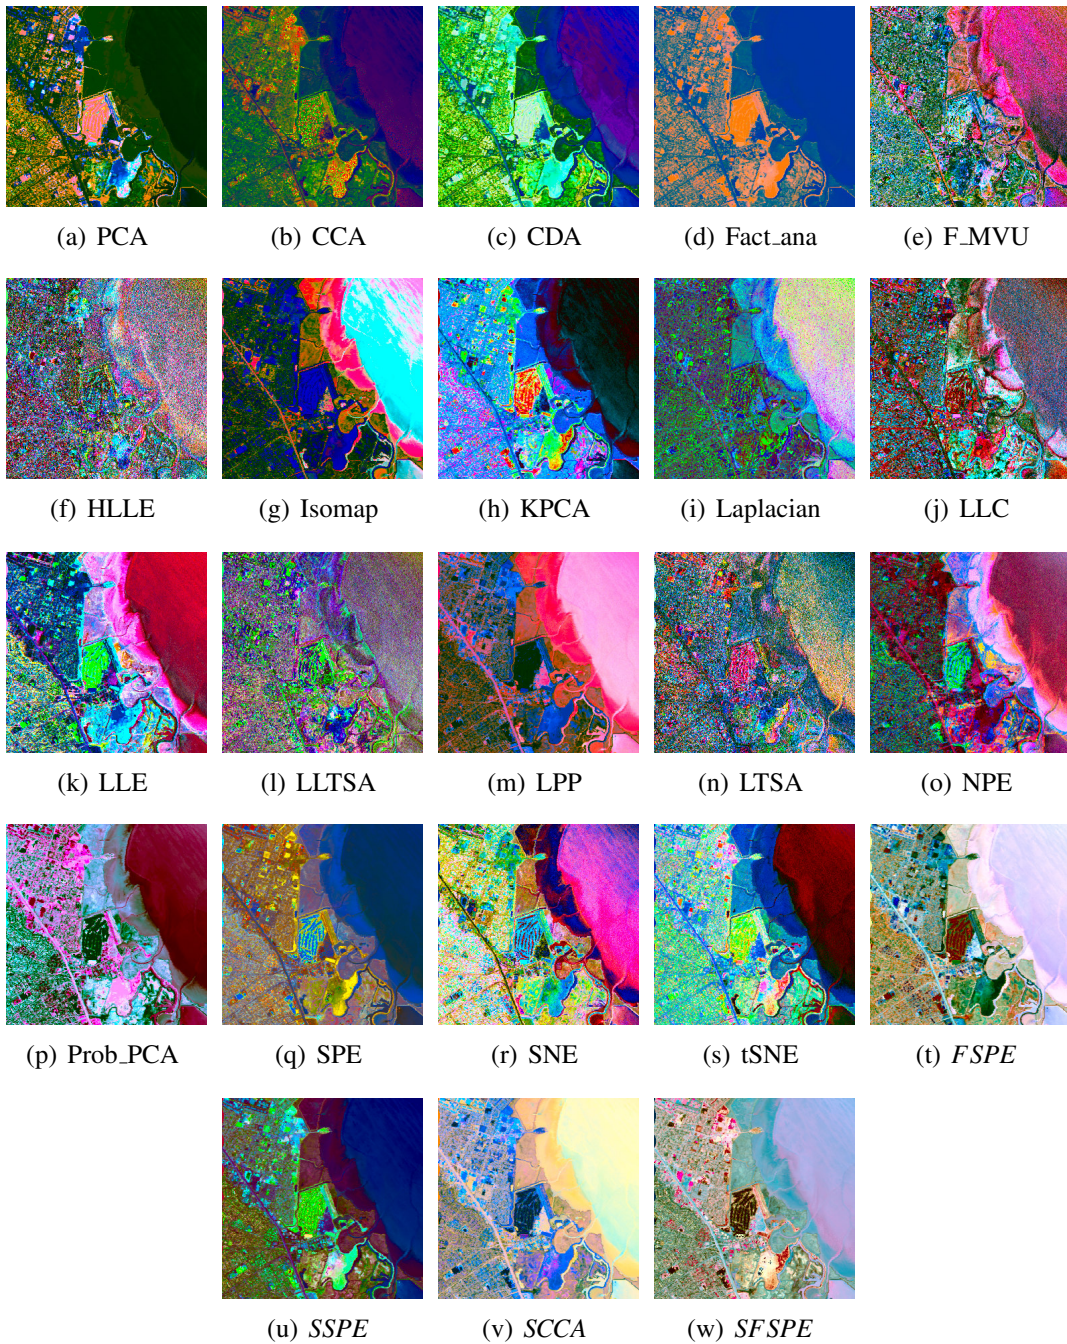 (a) PCA (b) CCA (c) CDA (d) Fact_ana (e) F_MVU
(f) HLLE (g) Isomap (h) KPCA (i) Laplacian (j) LLC
(k) LLE (l) LLTSA (m) LPP (n) LTSA (o) NPE
(p) Prob_PCA (q) SPE (r) SNE (s) tSNE (t) FSPE
(u) SSPE (v) SCCA (w) SFSPE